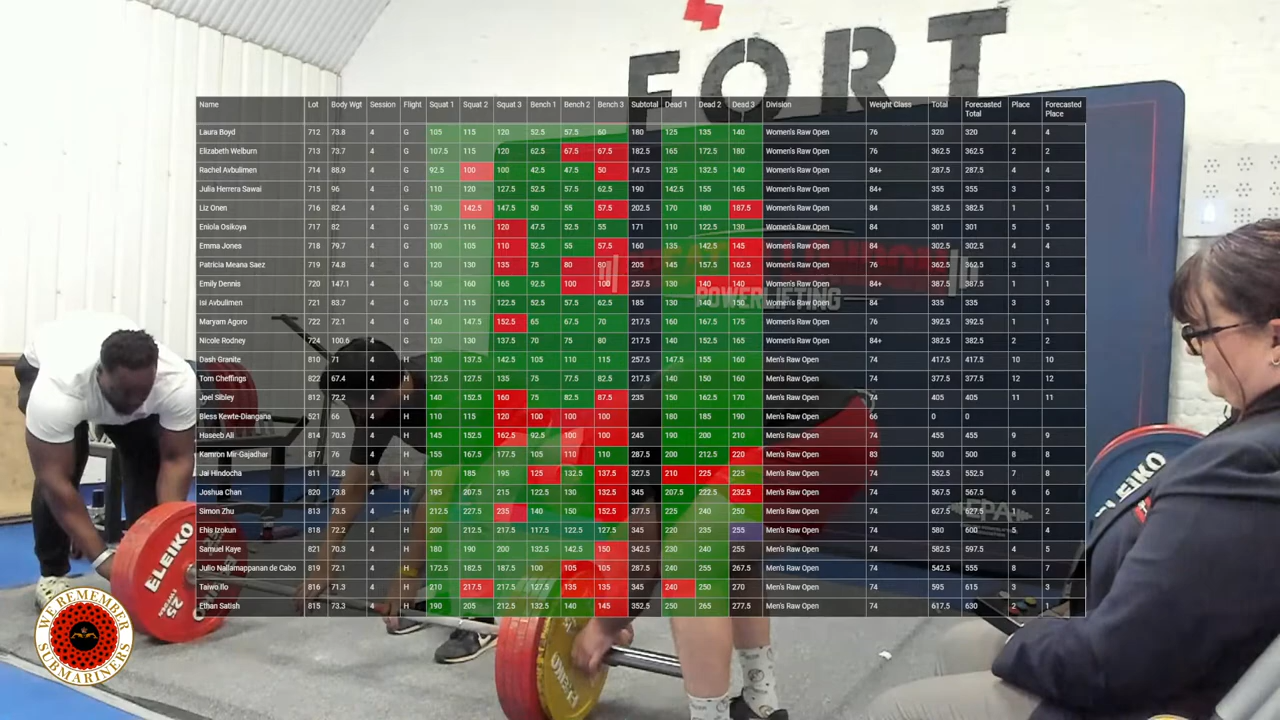 FORT
Name Lot Body Wgt Session Flight Squat 1 Squat 2 Squat 3 Bench 1 Bench 2 Bench 3 Subtotal Dead 1 Dead 2 Dead 3 Division Weight Class Total Forecasted Total Place Forecasted Place
Laura Boyd 712 73.8 4 G 105 115 120 52.5 57.5 60 180 125 135 140 Women's Raw Open 76 320 320 4 4
Elizabeth Welburn 713 73.7 4 G 107.5 115 120 62.5 67.5 67.5 182.5 165 172.5 180 Women's Raw Open 76 362.5 362.5 2 2
Rachel Avbulimen 714 88.9 4 G 92.5 100 100 42.5 47.5 50 147.5 125 132.5 140 Women's Raw Open 84+ 287.5 287.5 4 4
Julia Herrera Sawai 715 96 4 G 110 120 127.5 52.5 57.5 62.5 190 142.5 155 165 Women's Raw Open 84+ 355 355 3 3
Liz Onen 716 82.4 4 G 130 142.5 147.5 50 55 57.5 202.5 170 180 187.5 Women's Raw Open 84 382.5 382.5 1 1
Eniola Osikoya 717 82 4 G 107.5 116 120 47.5 52.5 55 171 110 122.5 130 Women's Raw Open 84 301 301 5 5
Emma Jones 718 79.7 4 G 100 105 110 52.5 55 57.5 160 135 142.5 145 Women's Raw Open 84 302.5 302.5 4 4
Patricia Meana Saez 719 74.8 4 G 120 130 135 75 80 80 205 145 157.5 162.5 Women's Raw Open 76 362.5 362.5 3 3
Emily Dennis 720 147.1 4 G 150 160 165 92.5 100 100 257.5 130 140 140 Women's Raw Open 84+ 387.5 387.5 1 1
Isi Avbulimen 721 83.7 4 G 107.5 115 122.5 52.5 57.5 62.5 185 130 140 150 Women's Raw Open 84 335 335 3 3
Maryam Agoro 722 72.1 4 G 140 147.5 152.5 65 67.5 70 217.5 160 167.5 175 Women's Raw Open 76 392.5 392.5 1 1
Nicole Rodney 724 100.6 4 G 120 130 137.5 70 75 80 217.5 140 152.5 165 Women's Raw Open 84+ 382.5 382.5 2 2
Dash Granite 810 71 4 H 130 137.5 142.5 105 110 115 257.5 147.5 155 160 Men's Raw Open 74 417.5 417.5 10 10
Tom Cheffings 822 67.4 4 H 122.5 127.5 135 75 77.5 82.5 217.5 140 150 160 Men's Raw Open 74 377.5 377.5 12 12
Joel Sibley 812 72.2 4 H 140 152.5 160 75 82.5 87.5 235 150 162.5 170 Men's Raw Open 74 405 405 11 11
Bless Kewte-Diangana 521 66 4 H 110 115 120 100 100 100 180 185 190 Men's Raw Open 66 0 0
Haseeb Ali 814 70.5 4 H 145 152.5 162.5 92.5 100 100 245 190 200 210 Men's Raw Open 74 455 455 9 9
Kamron Mir-Gajadhar 817 76 4 H 155 167.5 177.5 105 110 110 287.5 200 212.5 220 Men's Raw Open 83 500 500 8 8
Jai Hindocha 811 72.8 4 H 170 185 195 125 132.5 137.5 327.5 210 225 225 Men's Raw Open 74 552.5 552.5 7 8
Joshua Chan 820 73.8 4 H 195 207.5 215 122.5 130 132.5 345 207.5 222.5 232.5 Men's Raw Open 74 567.5 567.5 6 6
Simon Zhu 813 73.5 4 H 212.5 227.5 235 140 150 152.5 377.5 225 240 250 Men's Raw Open 74 627.5 627.5 1 2
Ehis Izokun 818 72.2 4 H 200 212.5 217.5 117.5 122.5 127.5 345 220 235 255 Men's Raw Open 74 580 600 5 4
Samuel Kaye 821 70.3 4 H 180 190 200 132.5 142.5 150 342.5 230 240 255 Men's Raw Open 74 582.5 597.5 4 5
Julio Nallamappanan de Cabo 819 72.1 4 H 172.5 182.5 187.5 100 105 105 287.5 240 255 267.5 Men's Raw Open 74 542.5 555 8 7
Taiwo Ilo 816 71.3 4 H 210 217.5 217.5 127.5 135 135 345 240 250 270 Men's Raw Open 74 595 615 3 3
Ethan Satish 815 73.3 4 H 190 205 212.5 132.5 140 145 352.5 250 265 277.5 Men's Raw Open 74 617.5 630 2 1
POWERLIFTING
EPA
ELEIKO
25
ELEIKO
ELEIKO
WE REMEMBER
SUBMARINERS